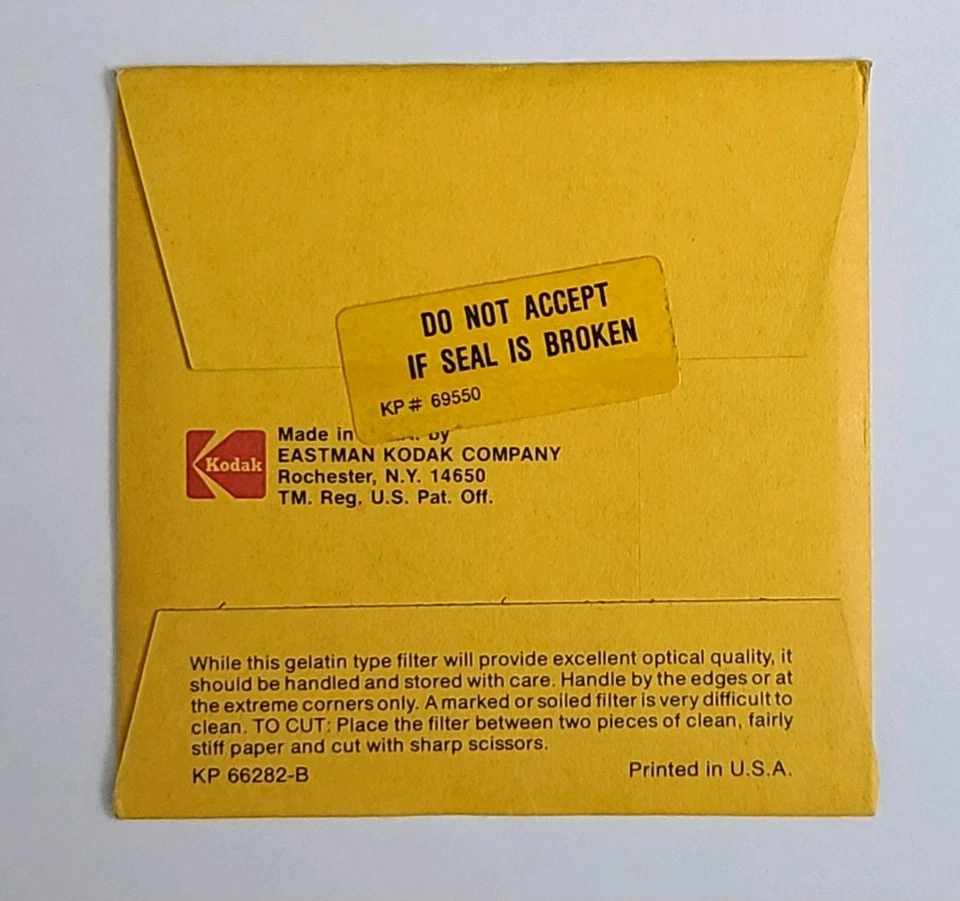 DO NOT ACCEPT
IF SEAL IS BROKEN
KP# 69550
Kodak
Made in by
EASTMAN KODAK COMPANY
Rochester, N.Y. 14650
TM. Reg. U.S. Pat. Off.
While this gelatin type filter will provide excellent optical quality, it
should be handled and stored with care. Handle by the edges or at
the extreme corners only. A marked or soiled filter is very difficult to
clean. TO CUT: Place the filter between two pieces of clean, fairly
stiff paper and cut with sharp scissors.
KP 66282-B Printed in U.S.A.